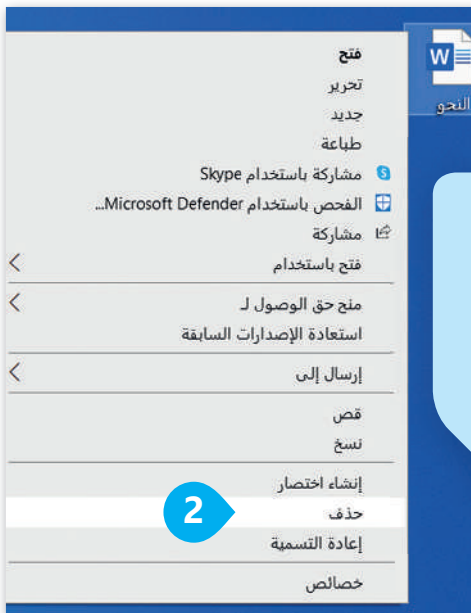 W
النحو
فتح
تحرير
جديد
طباعة
مشاركة باستخدام Skype
الفحص باستخدام Microsoft Defender...
مشاركة
فتح باستخدام
منح حق الوصول لـ
استعادة الإصدارات السابقة
إرسال إلى
قص
نسخ
إنشاء اختصار
حذف
2
إعادة التسمية
خصائص